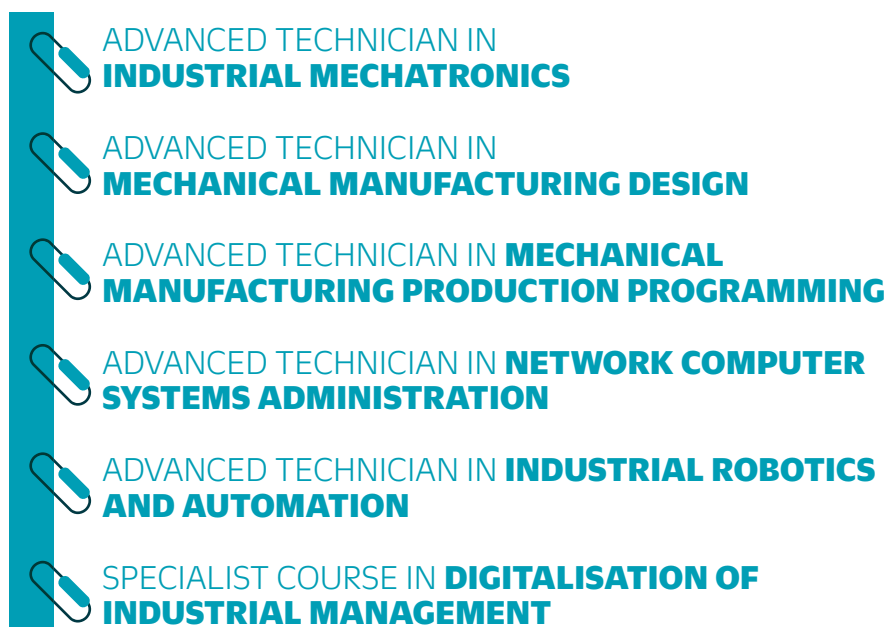 ADVANCED TECHNICIAN IN
INDUSTRIAL MECHATRONICS
ADVANCED TECHNICIAN IN
MECHANICAL MANUFACTURING DESIGN
ADVANCED TECHNICIAN IN MECHANICAL
MANUFACTURING PRODUCTION PROGRAMMING
ADVANCED TECHNICIAN IN NETWORK COMPUTER
SYSTEMS ADMINISTRATION
ADVANCED TECHNICIAN IN INDUSTRIAL ROBOTICS
AND AUTOMATION
SPECIALIST COURSE IN DIGITALISATION OF
INDUSTRIAL MANAGEMENT